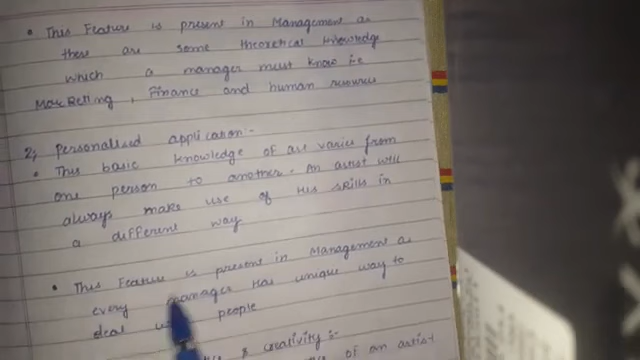 • This Feature is present in Management as
there are some theoretical knowledge
which a manager must know i.e
Marketing, Finance and human resources
2, Personalised application:-
• This basic knowledge of art varies from
one person to another. An artist will
always make use of His skills in
a different way
• This Feature is present in Management as
every manager Has unique way to
deal people
& creativity:-
of an artist